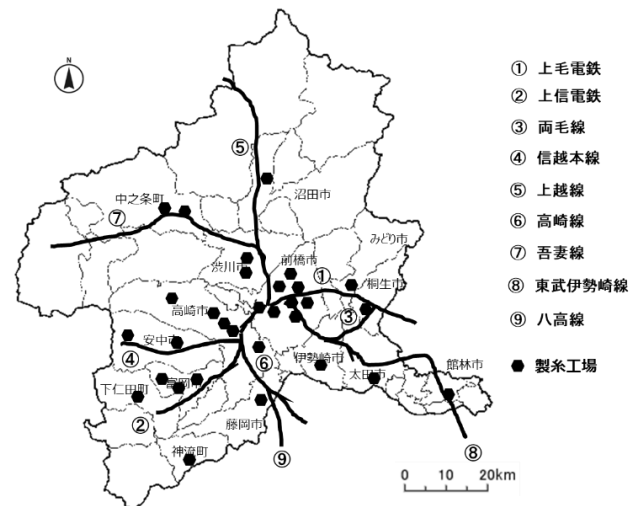 N
⑤
沼田市
中之条町
⑦
みどり市
渋川市
前橋市
①
桐生市
高崎市
③
安中市
④
⑥
伊勢崎市
太田市
館林市
下仁田町
富岡市
②
藤岡市
神流町
⑨
⑧
0 10 20km
① 上毛電鉄
② 上信電鉄
③ 両毛線
④ 信越本線
⑤ 上越線
⑥ 高崎線
⑦ 吾妻線
⑧ 東武伊勢崎線
⑨ 八高線
製糸工場